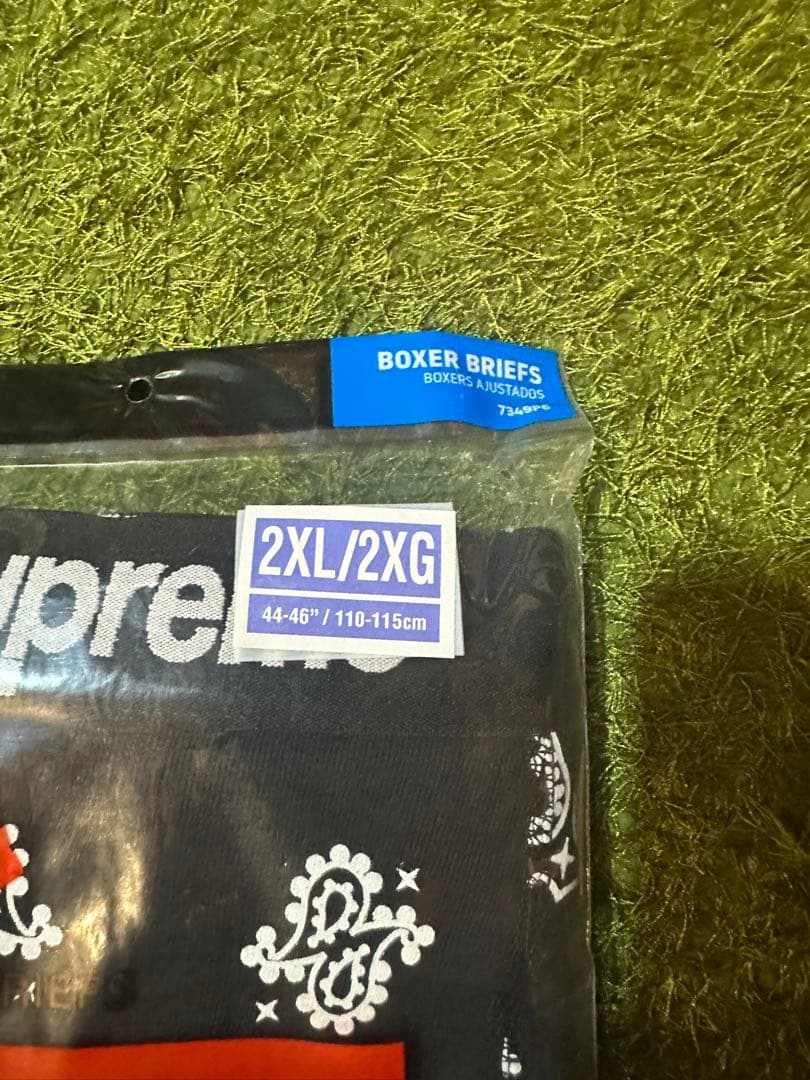 BOXER BRIEFS
BOXERS AJUSTADOS
2XL/2XG
44-46” / 110-115cm